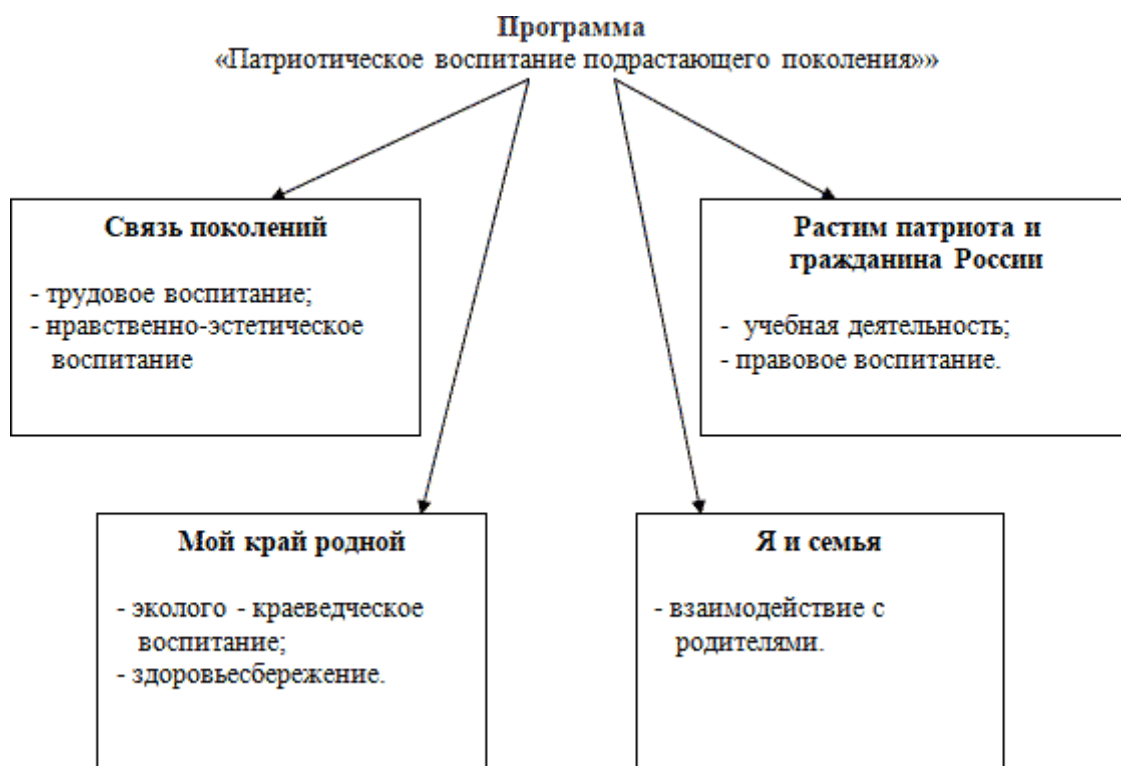 Программа
«Патриотическое воспитание подрастающего поколения»»
Связь поколений
- трудовое воспитание;
- нравственно-эстетическое
воспитание
Растим патриота и
гражданина России
- учебная деятельность;
- правовое воспитание.
Мой край родной
- эколого - краеведческое
воспитание;
- здоровьесбережение.
Я и семья
- взаимодействие с
родителями.